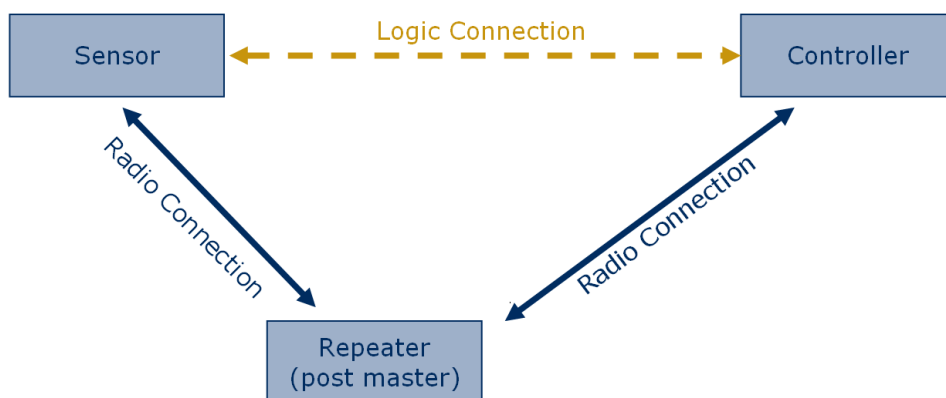 Logic Connection
Sensor
Controller
Radio Connection
Radio Connection
Repeater
(post master)